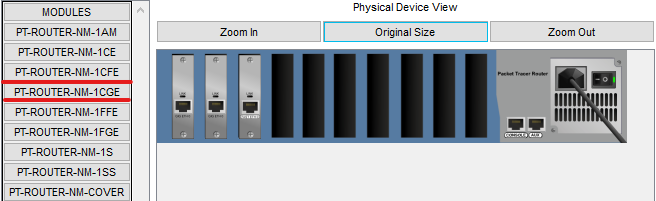 MODULES
PT-ROUTER-NM-1AM
PT-ROUTER-NM-1CE
PT-ROUTER-NM-1CFE
PT-ROUTER-NM-1CGE
PT-ROUTER-NM-1FFE
PT-ROUTER-NM-1FGE
PT-ROUTER-NM-1S
PT-ROUTER-NM-1SS
PT-ROUTER-NM-COVER
Physical Device View
Zoom In
Original Size
Zoom Out
Packet Tracer Router
CONSOLE
AUX